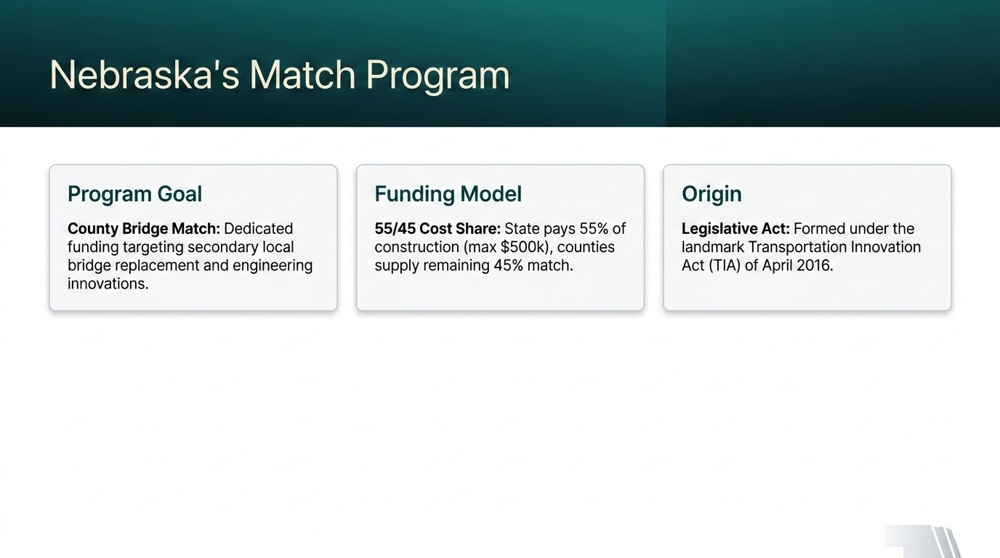 Nebraska's Match Program
Program Goal
County Bridge Match: Dedicated
funding targeting secondary local
bridge replacement and engineering
innovations.
Funding Model
55/45 Cost Share: State pays 55% of
construction (max $500k), counties
supply remaining 45% match.
Origin
Legislative Act: Formed under the
landmark Transportation Innovation
Act (TIA) of April 2016.